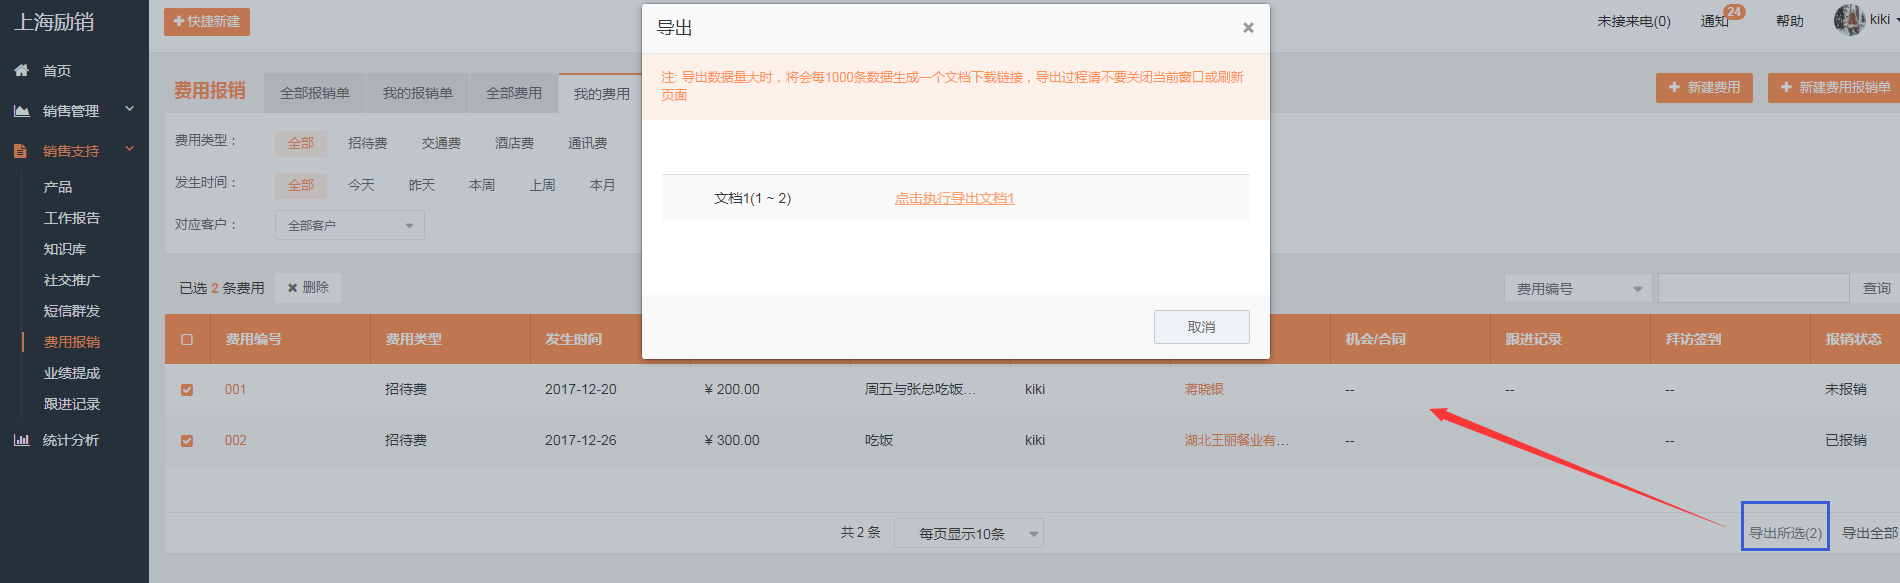 上海励销
快捷新建
未接来电(0)
通知
24
帮助
kiki
首页
销售管理
销售支持
产品
工作报告
知识库
社交推广
短信群发
费用报销
业绩提成
跟进记录
统计分析
费用报销
全部报销单
我的报销单
全部费用
我的费用
新建费用
新建费用报销单
费用类型：
全部
招待费
交通费
酒店费
通讯费
发生时间：
全部
今天
昨天
本周
上周
本月
对应客户：
全部客户
导出
注: 导出数据量大时，将会每1000条数据生成一个文档下载链接，导出过程请不要关闭当前窗口或刷新
页面
文档1(1 ~ 2)
点击执行导出文档1
取消
已选 2 条费用
删除
费用编号
查询
费用编号
费用类型
发生时间
机会/合同
跟进记录
拜访签到
报销状态
001
招待费
2017-12-20
¥ 200.00
周五与张总吃饭…
kiki
蒋晓银
--
--
--
未报销
002
招待费
2017-12-26
¥ 300.00
吃饭
kiki
湖北王丽餐业有…
--
--
已报销
共 2 条
每页显示10条
导出所选(2)
导出全部